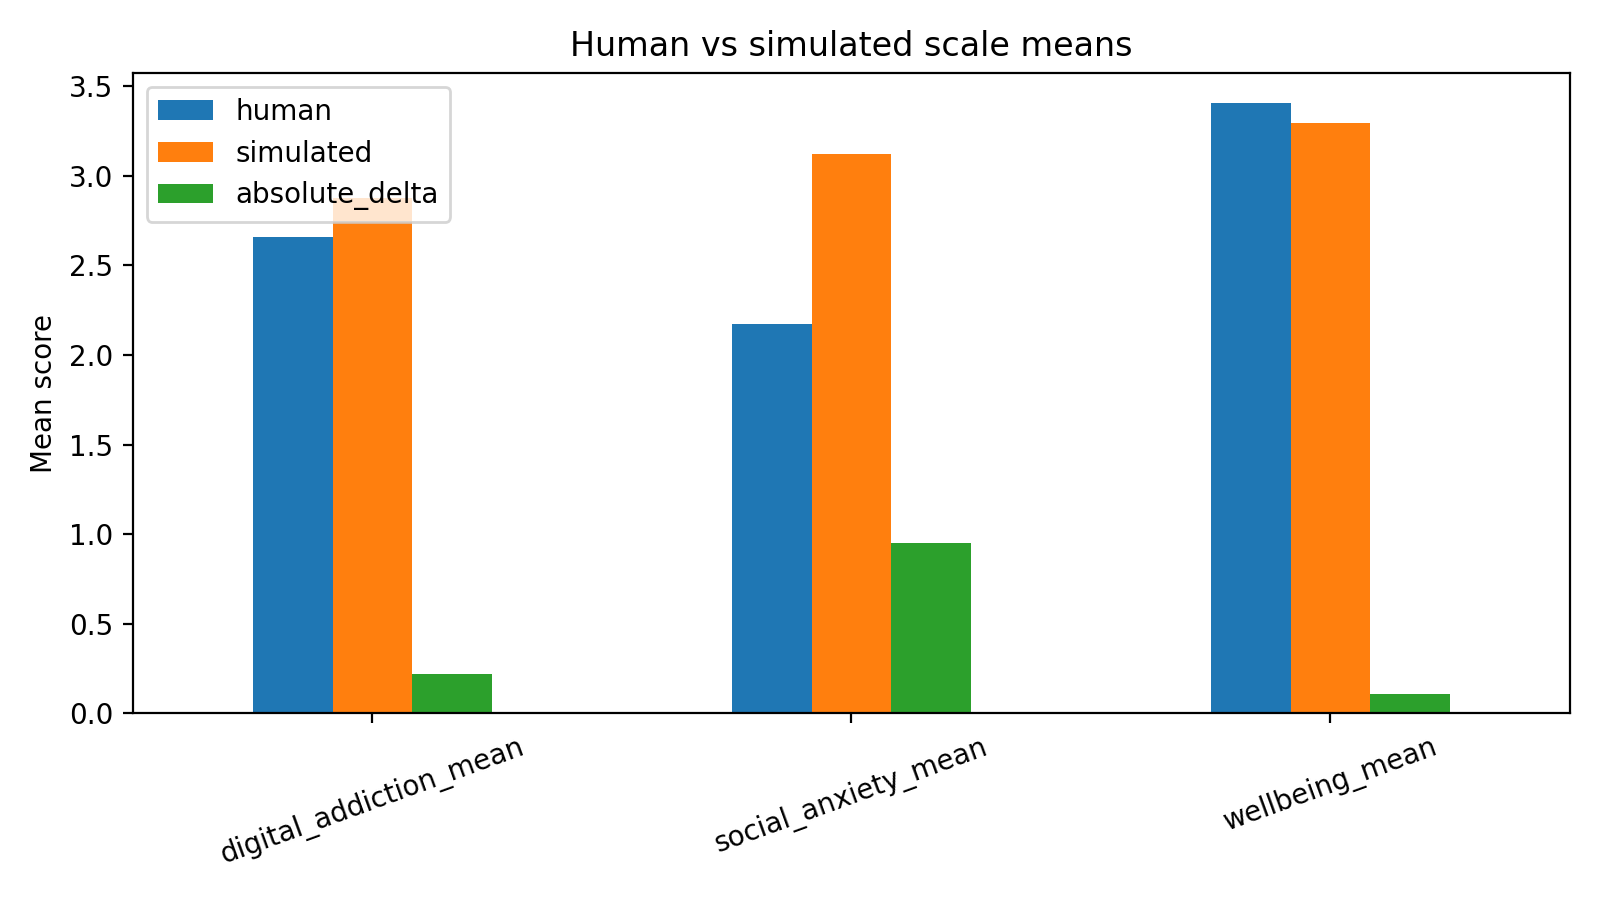 Human vs simulated scale means
human
simulated
absolute_delta
Mean score
3.5
3.0
2.5
2.0
1.5
1.0
0.5
0.0
digital_addiction_mean
social_anxiety_mean
wellbeing_mean